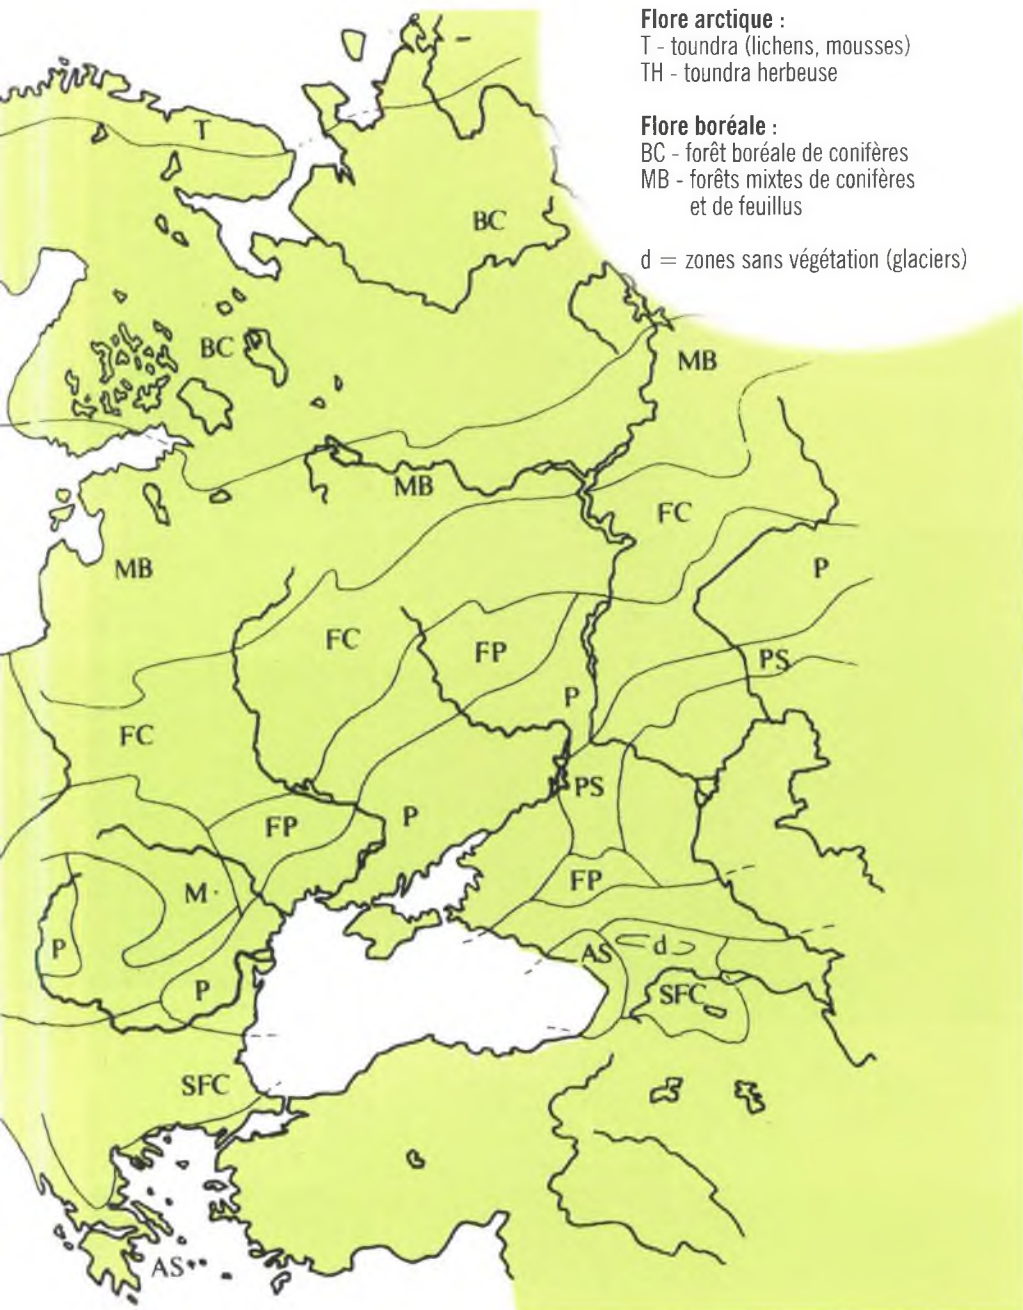 Flore arctique :
T - toundra (lichens, mousses)
TH - toundra herbeuse
Flore boréale :
BC - forêt boréale de conifères
MB - forêts mixtes de conifères
et de feuillus
d = zones sans végétation (glaciers)
T
BC
BC
MB
MB
FC
MB
P
FC
FP
PS
P
FC
PS
P
FP
FP
M
P
AS
d
P
SFC
SFC
AS